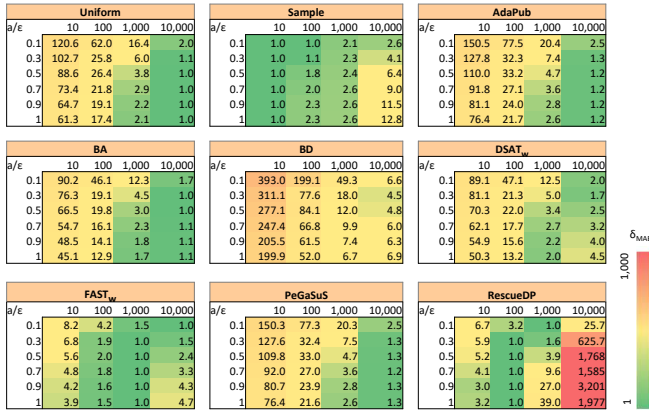 Uniform Sample AdaPub
a/ε 10 100 1,000 10,000 a/ε 10 100 1,000 10,000 a/ε 10 100 1,000 10,000
0.1 120.6 62.0 16.4 2.0 0.1 1.0 1.0 2.1 2.6 0.1 150.5 77.5 20.4 2.5
0.3 102.7 25.8 6.0 1.1 0.3 1.0 1.1 2.3 4.1 0.3 127.8 32.3 7.4 1.3
0.5 88.6 26.4 3.8 1.0 0.5 1.0 1.8 2.4 6.4 0.5 110.0 33.2 4.7 1.2
0.7 73.4 21.8 2.9 1.0 0.7 1.0 2.0 2.6 9.0 0.7 91.8 27.1 3.6 1.2
0.9 64.7 19.1 2.2 1.0 0.9 1.0 2.3 2.6 11.5 0.9 81.1 24.0 2.8 1.2
1 61.3 17.4 2.1 1.0 1 1.0 2.3 2.6 12.8 1 76.4 21.7 2.6 1.2
BA BD DSATw
a/ε 10 100 1,000 10,000 a/ε 10 100 1,000 10,000 a/ε 10 100 1,000 10,000
0.1 90.2 46.1 12.3 1.7 0.1 393.0 199.1 49.3 6.6 0.1 89.1 47.1 12.5 2.0
0.3 76.3 19.1 4.5 1.0 0.3 311.1 77.6 18.0 4.5 0.3 81.1 21.3 5.0 1.7
0.5 66.5 19.8 3.0 1.0 0.5 277.1 84.1 12.0 4.8 0.5 70.3 22.0 3.4 2.5
0.7 54.7 16.1 2.3 1.1 0.7 247.4 66.8 9.9 6.0 0.7 62.1 17.7 2.7 3.2
0.9 48.5 14.1 1.8 1.1 0.9 205.5 61.5 7.4 6.3 0.9 54.9 15.6 2.2 4.0
1 45.1 12.9 1.7 1.1 1 199.9 52.0 6.7 6.9 1 50.3 13.2 2.0 4.5
FASTw PeGaSuS RescueDP
a/ε 10 100 1,000 10,000 a/ε 10 100 1,000 10,000 a/ε 10 100 1,000 10,000
0.1 8.2 4.2 1.5 1.0 0.1 150.3 77.3 20.3 2.5 0.1 6.7 3.2 1.0 25.7
0.3 6.8 1.9 1.0 1.5 0.3 127.6 32.4 7.5 1.3 0.3 5.9 1.0 1.6 625.7
0.5 5.6 2.0 1.0 2.4 0.5 109.8 33.0 4.7 1.3 0.5 5.2 1.0 3.9 1,768
0.7 4.8 1.8 1.0 3.3 0.7 92.0 27.0 3.6 1.2 0.7 4.1 1.0 9.6 1,585
0.9 4.2 1.6 1.0 4.3 0.9 80.7 23.9 2.8 1.3 0.9 3.0 1.0 27.0 3,201
1 3.9 1.5 1.0 4.7 1 76.4 21.6 2.6 1.3 1 3.2 1.0 39.0 1,977
1,000
1